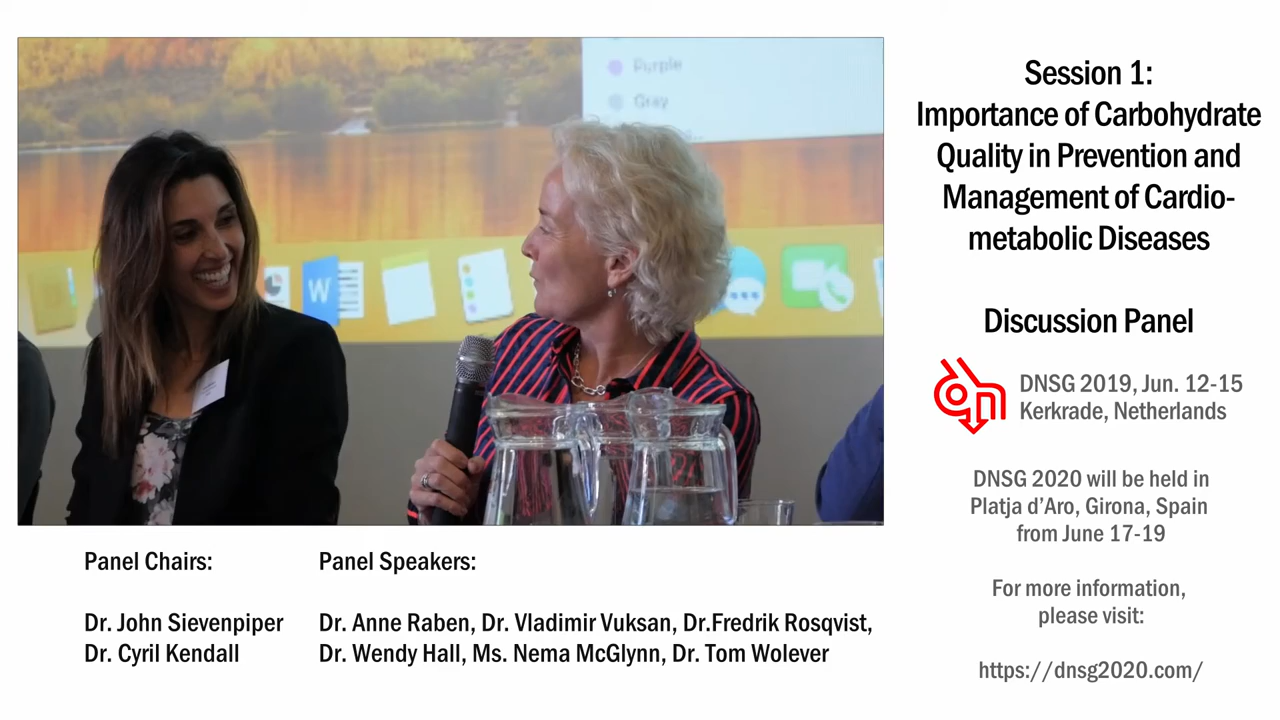 Purple
Gray
W
Session 1:
Importance of Carbohydrate
Quality in Prevention and
Management of Cardio-
metabolic Diseases
Discussion Panel
DNSG 2019, Jun. 12-15
Kerkrade, Netherlands
DNSG 2020 will be held in
Platja d’Aro, Girona, Spain
from June 17-19
For more information,
please visit:
https://dnsg2020.com/
Panel Chairs:
Dr. John Sievenpiper
Dr. Cyril Kendall
Panel Speakers:
Dr. Anne Raben, Dr. Vladimir Vuksan, Dr.Fredrik Rosqvist,
Dr. Wendy Hall, Ms. Nema McGlynn, Dr. Tom Wolever